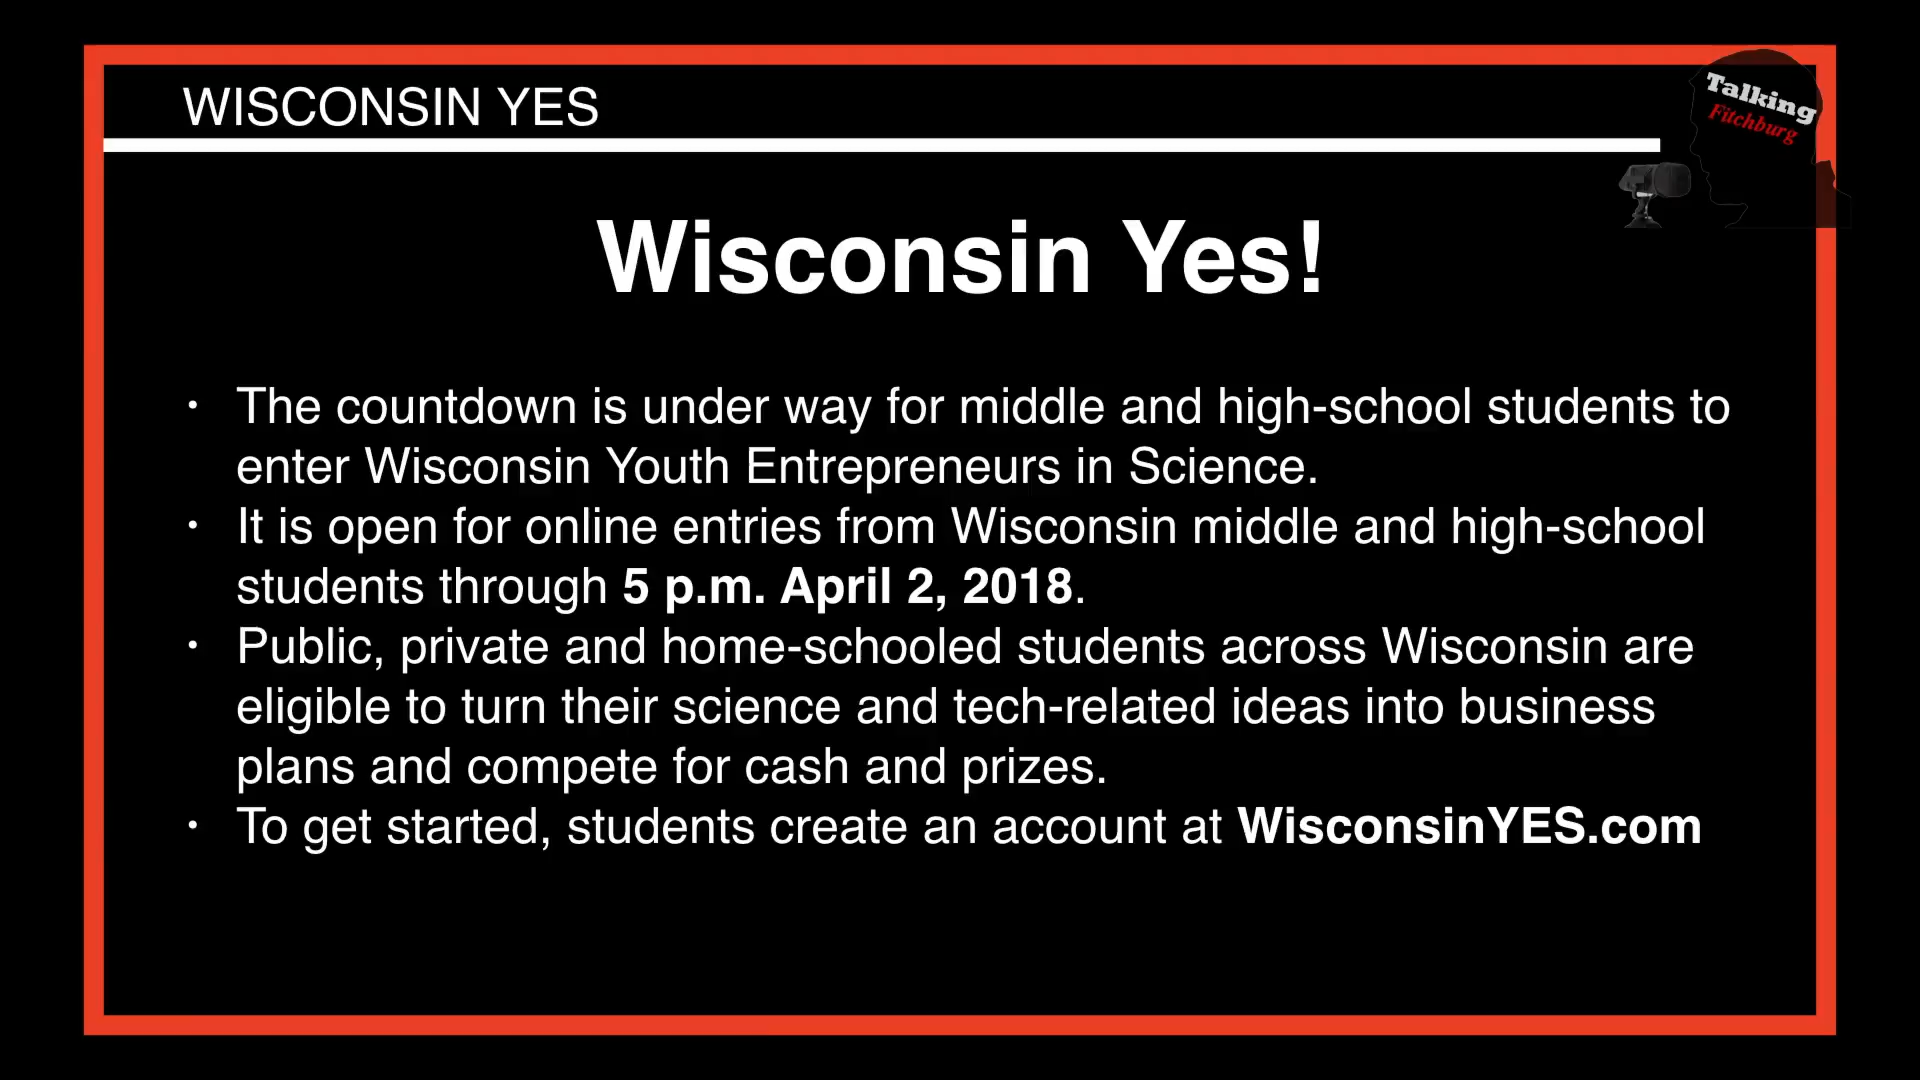 WISCONSIN YES
Talking
Fitchburg
Wisconsin Yes!
• The countdown is under way for middle and high-school students to
enter Wisconsin Youth Entrepreneurs in Science.
• It is open for online entries from Wisconsin middle and high-school
students through 5 p.m. April 2, 2018.
• Public, private and home-schooled students across Wisconsin are
eligible to turn their science and tech-related ideas into business
plans and compete for cash and prizes.
• To get started, students create an account at WisconsinYES.com